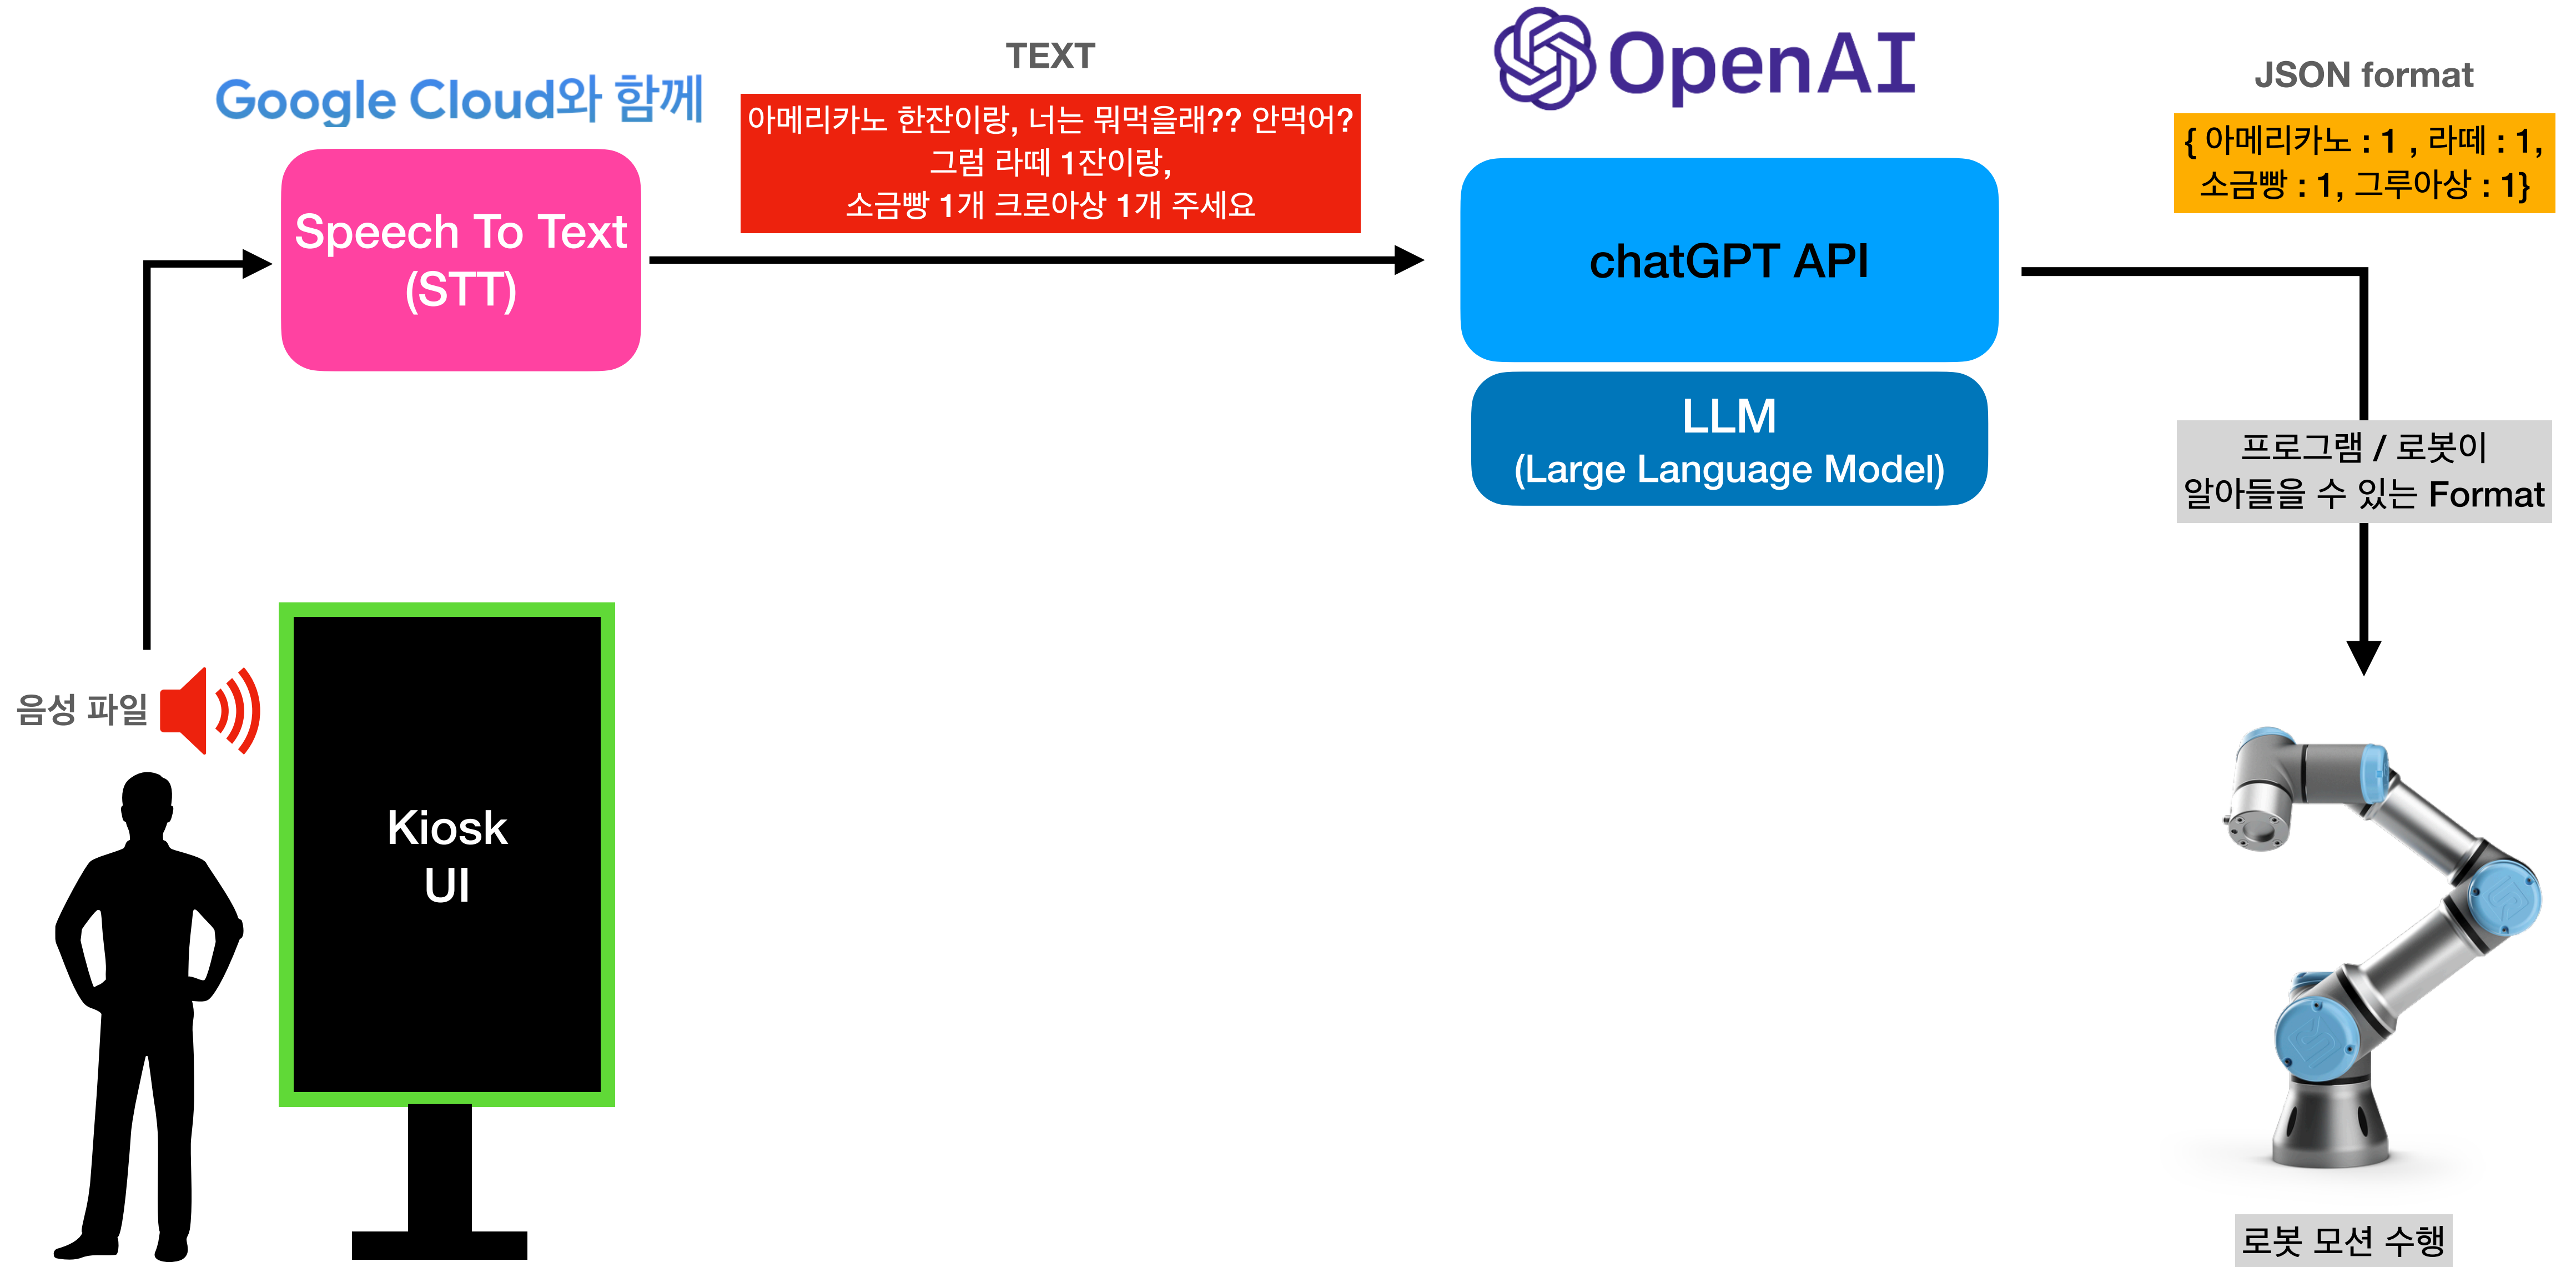 Google Cloud와 함께
Speech To Text
(STT)
TEXT
아메리카노 한잔이랑, 너는 뭐먹을래?? 안먹어?
그럼 라떼 1잔이랑,
소금빵 1개 크로아상 1개 주세요
OpenAI
chatGPT API
LLM
(Large Language Model)
JSON format
{ 아메리카노 : 1 , 라떼 : 1,
소금빵 : 1, 그루아상 : 1}
프로그램 / 로봇이
알아들을 수 있는 Format
음성 파일
Kiosk
UI
로봇 모션 수행